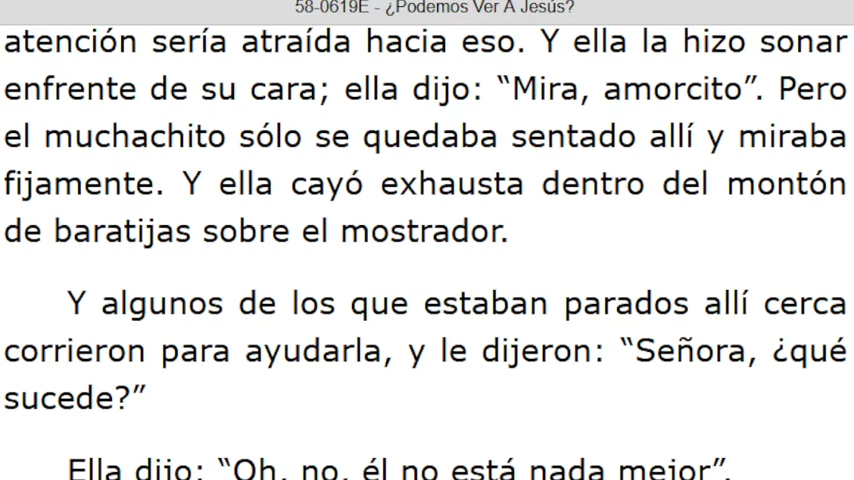 58-0619E - ¿Podemos Ver A Jesús?
atención sería atraída hacia eso. Y ella la hizo sonar
enfrente de su cara; ella dijo: “Mira, amorcito”. Pero
el muchachito sólo se quedaba sentado allí y miraba
fijamente. Y ella cayó exhausta dentro del montón
de baratijas sobre el mostrador.
Y algunos de los que estaban parados allí cerca
corrieron para ayudarla, y le dijeron: “Señora, ¿qué
sucede?”
Ella dijo: “Oh, no, él no está nada mejor”.